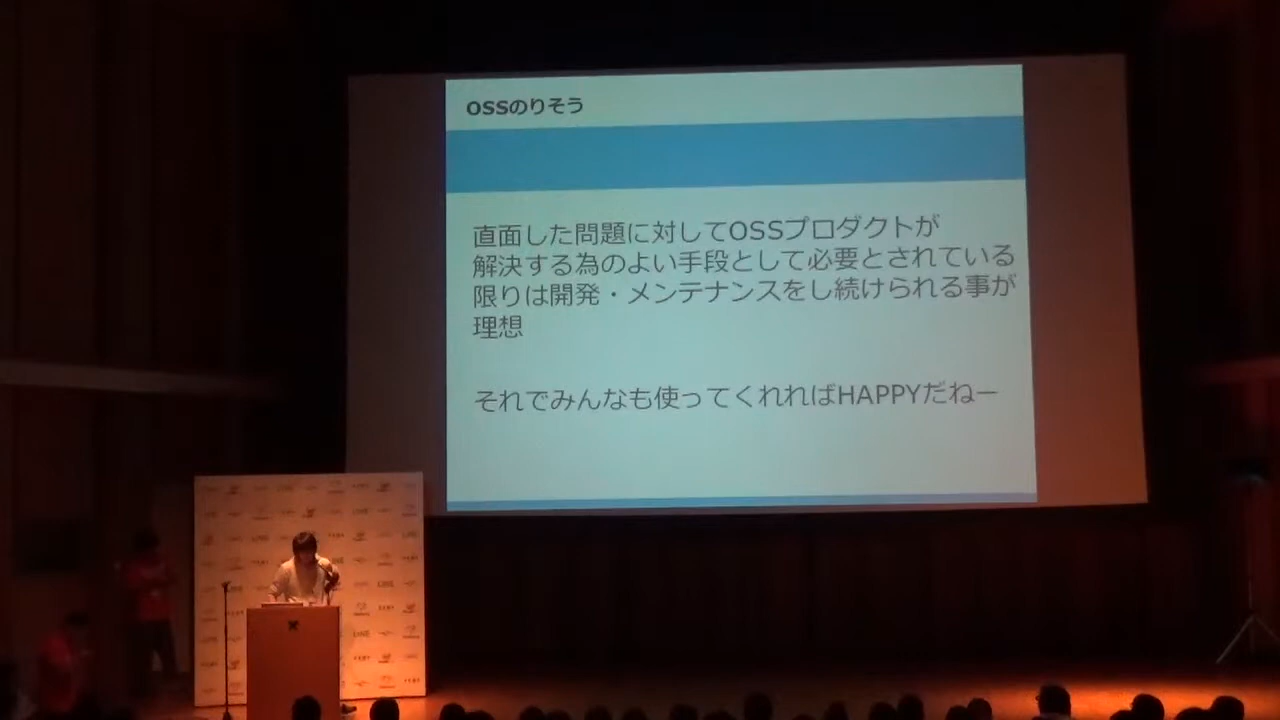 OSSのりそう
直面した問題に対してOSSプロダクトが
解決する為のよい手段として必要とされている
限りは開発・メンテナンスをし続けられる事が
理想
それでみんなも使ってくれればHAPPYだねー